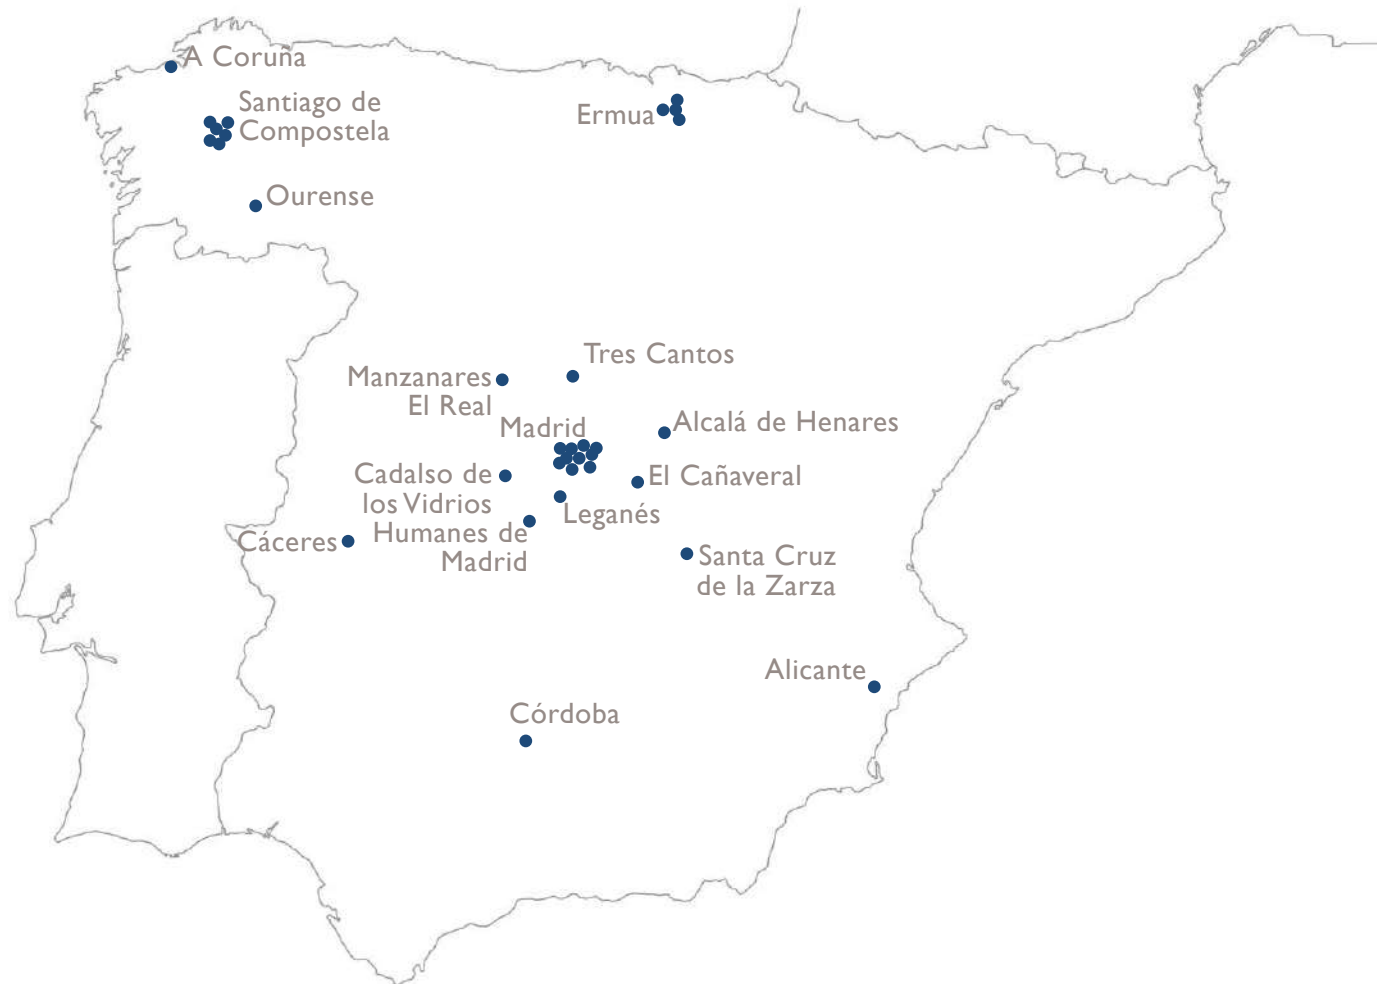 A Coruña
Santiago de
Compostela
Ermua
Ourense
Tres Cantos
Manzanares
El Real
Madrid
Alcalá de Henares
Cadalso de
los Vidrios
El Cañaveral
Leganés
Humanes de
Madrid
Cáceres
Santa Cruz
de la Zarza
Alicante
Córdoba